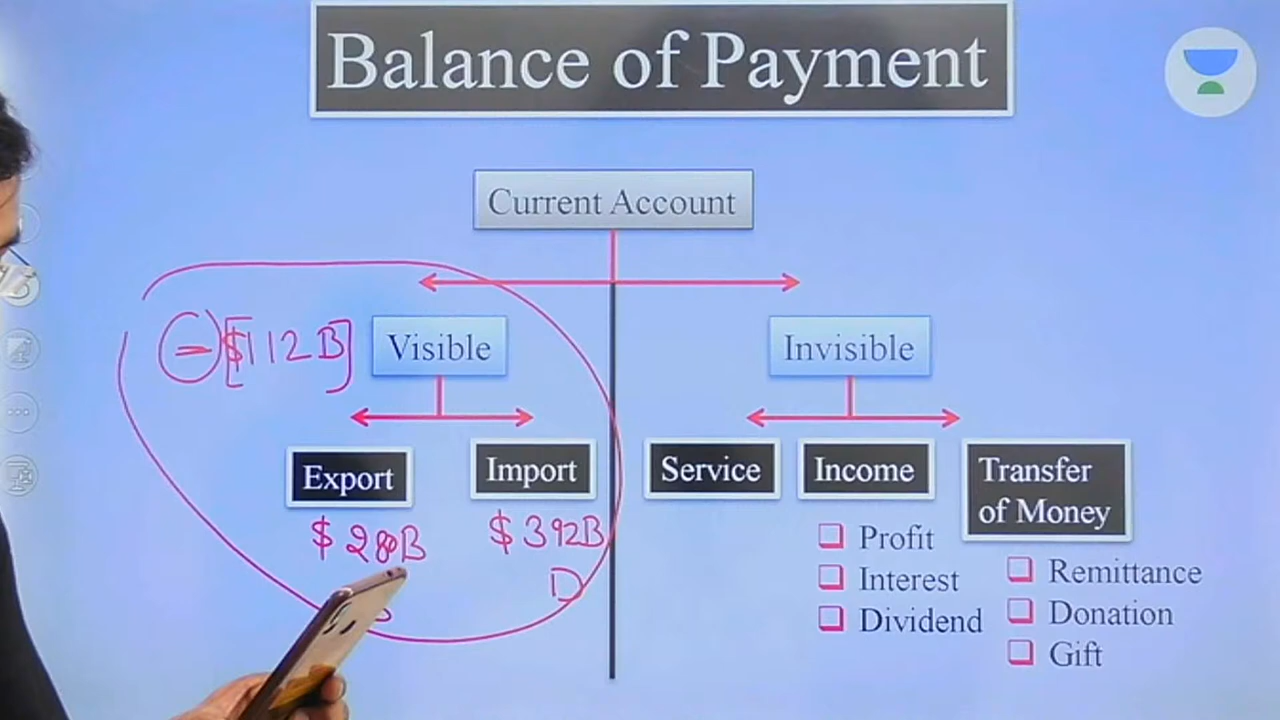 Balance of Payment
Current Account
- [$112B]
Visible
Invisible
Export
Import
Service
Income
Transfer
of Money
$ 280B
$ 392B
D
Profit
Interest
Dividend
Remittance
Donation
Gift